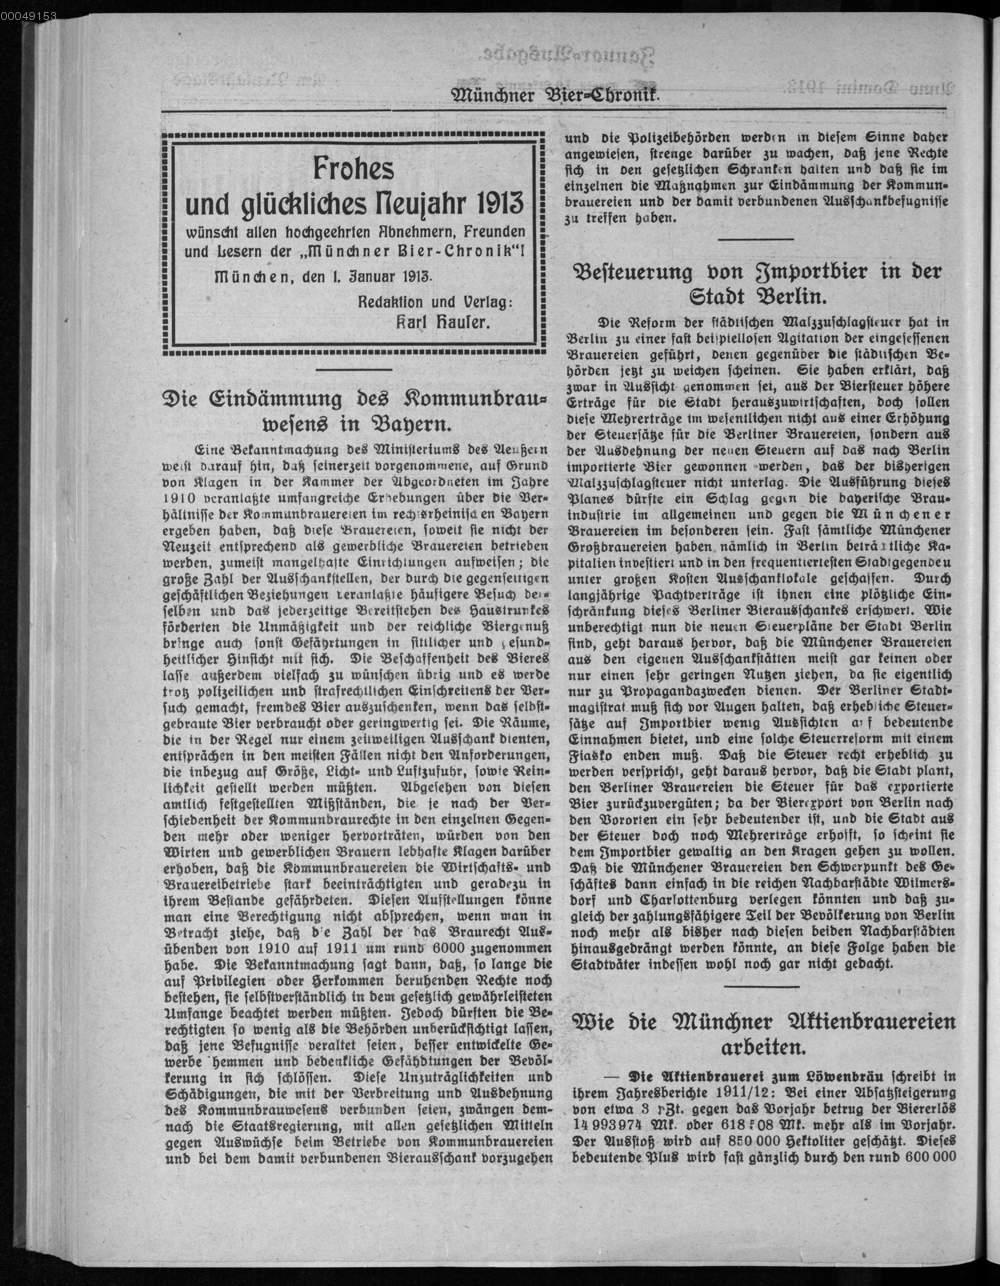 00049153
Münchner Bier-Chronik.
Frohes
und glückliches Neujahr 1913
wünscht allen hochgeehrten Abnehmern, Freunden
und Lesern der „Münchner Bier-Chronik“!
München, den 1. Januar 1913.
Redaktion und Verlag:
Karl Hauser.
Die Eindämmung des Kommunbrau-
wesens in Bayern.
Eine Bekanntmachung des Ministeriums des Aeußern
weist darauf hin, daß seinerzeit vorgenommene, auf Grund
von Klagen in der Kammer der Abgeordneten im Jahre
1910 veranlaßte umfangreiche Erhebungen über die Ver-
hältnisse der Kommunbrauereien im rechtsrheinischen Bayern
ergeben haben, daß diese Brauereien, soweit sie nicht der
Neuzeit entsprechend als gewerbliche Brauereien betrieben
werden, zumeist mangelhafte Einrichtungen aufweisen; die
große Zahl der Ausschankstellen, der durch die gegenseitigen
geschäftlichen Beziehungen veranlaßte häufigere Besuch der-
selben und das jederzeitige Bereitstehen des Haustrunkes
förderten die Unmäßigkeit und der reichliche Biergenuß
bringe auch sonst Gefährtungen in sittlicher und gesund-
heitlicher Hinsicht mit sich. Die Beschaffenheit des Bieres
lasse außerdem vielfach zu wünschen übrig und es werde
trotz polizeilichen und strafrechtlichen Einschreitens der Ver-
such gemacht, fremdes Bier auszuschenken, wenn das selbst-
gebraute Bier verbraucht oder geringwertig sei. Die Räume,
die in der Regel nur einem zeitweiligen Ausschank dienten,
entsprächen in den meisten Fällen nicht den Anforderungen,
die inbezug auf Größe, Licht- und Luftzufuhr, sowie Rein-
lichkeit gestellt werden müßten. Abgesehen von diesen
amtlich festgestellten Mißständen, die je nach der Ver-
schiedenheit der Kommunbraurechte in den einzelnen Gegen-
den mehr oder weniger hervorträten, würden von den
Wirten und gewerblichen Brauern lebhafte Klagen darüber
erhoben, daß die Kommunbrauereien die Wirtschafts- und
Brauereibetriebe stark beeinträchtigten und geradezu in
ihrem Bestande gefährdeten. Diesen Aufstellungen könne
man eine Berechtigung nicht absprechen, wenn man in
Betracht ziehe, daß die Zahl der das Braurecht Aus-
übenden von 1910 auf 1911 um rund 6000 zugenommen
habe. Die Bekanntmachung sagt dann, daß, so lange die
auf Privilegien oder Herkommen beruhenden Rechte noch
bestehen, sie selbstverständlich in dem gesetzlich gewährleisteten
Umfange beachtet werden müßten. Jedoch dürften die Be-
rechtigten so wenig als die Behörden unberücksichtigt lassen,
daß jene Befugnisse veraltet seien, besser entwickelte Ge-
werbe hemmen und bedenkliche Gefähdtungen der Bevöl-
kerung in sich schlössen. Diese Unzuträglichkeiten und
Schädigungen, die mit der Verbreitung und Ausdehnung
des Kommunbrauwesens verbunden seien, zwängen dem-
nach die Staatsregierung, mit allen gesetzlichen Mitteln
gegen Auswüchse beim Betriebe von Kommunbrauereien
und bei dem damit verbundenen Bierausschank vorzugehen
und die Polizeibehörden werden in diesem Sinne daher
angewiesen, strenge darüber zu wachen, daß jene Rechte
sich in den gesetzlichen Schranken halten und daß sie im
einzelnen die Maßnahmen zur Eindämmung der Kommun-
brauereien und der damit verbundenen Ausschankbefugnisse
zu treffen haben.
Besteuerung von Importbier in der
Stadt Berlin.
Die Reform der städtischen Malzzuschlagsteuer hat in
Berlin zu einer fast beispiellosen Agitation der eingesessenen
Brauereien geführt, denen gegenüber die städtischen Be-
hörden jetzt zu weichen scheinen. Sie haben erklärt, daß
zwar in Aussicht genommen sei, aus der Biersteuer höhere
Erträge für die Stadt herauszuwirtschaften, doch sollen
diese Mehrerträge im wesentlichen nicht aus einer Erhöhung
der Steuersätze für die Berliner Brauereien, sondern aus
der Ausdehnung der neuen Steuern auf das nach Berlin
importierte Bier gewonnen werden, das der bisherigen
Malzzuschlagsteuer nicht unterlag. Die Ausführung dieses
Planes dürfte ein Schlag gegen die bayerische Brau-
industrie im allgemeinen und gegen die Münchener
Brauereien im besonderen sein. Fast sämtliche Münchener
Großbrauereien haben nämlich in Berlin beträchtliche Ka-
pitalien investiert und in den frequentiertesten Stadtgegenden
unter großen Kosten Ausschanklokale geschaffen. Durch
langjährige Pachtverträge ist ihnen eine plötzliche Ein-
schränkung dieses Berliner Bierausschankes erschwert. Wie
unberechtigt nun die neuen Steuerpläne der Stadt Berlin
sind, geht daraus hervor, daß die Münchener Brauereien
aus den eigenen Ausschankstätten meist gar keinen oder
nur einen sehr geringen Nutzen ziehen, da sie eigentlich
nur zu Propagandazwecken dienen. Der Berliner Stadt-
magistrat muß sich vor Augen halten, daß erhebliche Steuer-
sätze auf Importbier wenig Aussichten auf bedeutende
Einnahmen bietet, und eine solche Steuerreform mit einem
Fiasko enden muß. Daß die Steuer recht erheblich zu
werden verspricht, geht daraus hervor, daß die Stadt plant,
den Berliner Brauereien die Steuer für das exportierte
Bier zurückzuvergüten; da der Bierexport von Berlin nach
den Vororten ein sehr bedeutender ist, und die Stadt aus
der Steuer doch noch Mehrerträge erhofft, so scheint sie
dem Importbier gewaltig an den Kragen gehen zu wollen.
Daß die Münchener Brauereien den Schwerpunkt des Ge-
schäftes dann einfach in die reichen Nachbarstädte Wilmers-
dorf und Charlottenburg verlegen könnten und daß zu-
gleich der zahlungsfähigere Teil der Bevölkerung von Berlin
noch mehr als bisher nach diesen beiden Nachbarstädten
hinausgedrängt werden könnte, an diese Folge haben die
Stadtväter indessen wohl noch gar nicht gedacht.
Wie die Münchner Aktienbrauereien
arbeiten.
— Die Aktienbrauerei zum Löwenbräu schreibt in
ihrem Jahresberichte 1911/12: Bei einer Absatzsteigerung
von etwa 3 pZt. gegen das Vorjahr betrug der Biererlös
14 993 974 Mk. oder Mk. mehr als im Vorjahr.
Der Ausstoß wird auf 850 000 Hektoliter geschätzt. Dieses
bedeutende Plus wird fast gänzlich durch den rund 600 000